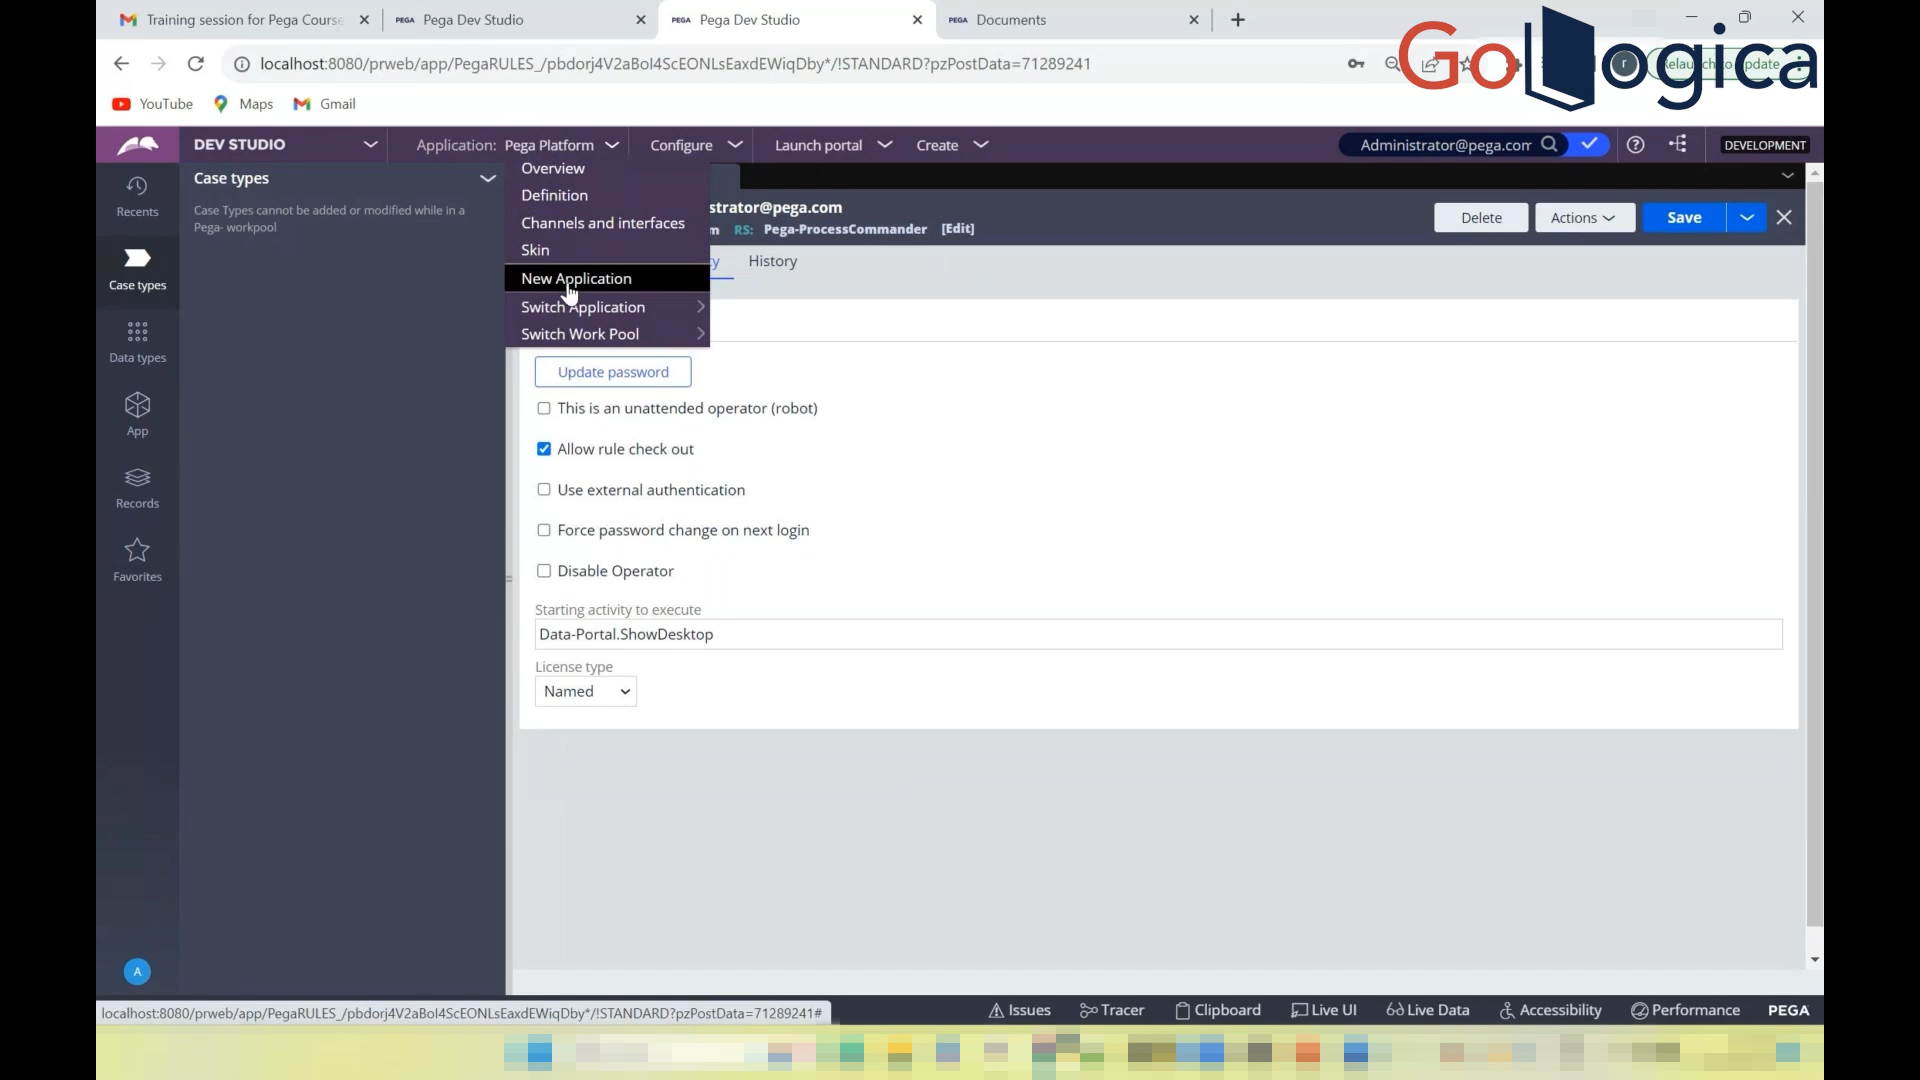 Training session for Pega Course
Pega Dev Studio
Pega Dev Studio
Documents
localhost:8080/prweb/app/PegaRULES_/pbdorj4V2aBoI4ScEONLsEaxdEWiqDby*/!STANDARD?pzPostData=71289241
GoLogica
YouTube
Maps
Gmail
DEV STUDIO
Application: Pega Platform
Configure
Launch portal
Create
Administrator@pega.com
DEVELOPMENT
Recents
Case types
Data types
App
Records
Favorites
A
Case types
Case Types cannot be added or modified while in a
Pega- workpool
Overview
Definition
Channels and interfaces
Skin
New Application
Switch Application
Switch Work Pool
strator@pega.com
RS: Pega-ProcessCommander [Edit]
Delete
Actions
Save
History
Update password
This is an unattended operator (robot)
Allow rule check out
Use external authentication
Force password change on next login
Disable Operator
Starting activity to execute
Data-Portal.ShowDesktop
License type
Named
localhost:8080/prweb/app/PegaRULES_/pbdorj4V2aBoI4ScEONLsEaxdEWiqDby*/!STANDARD?pzPostData=71289241#
Issues
Tracer
Clipboard
Live UI
Live Data
Accessibility
Performance
PEGA